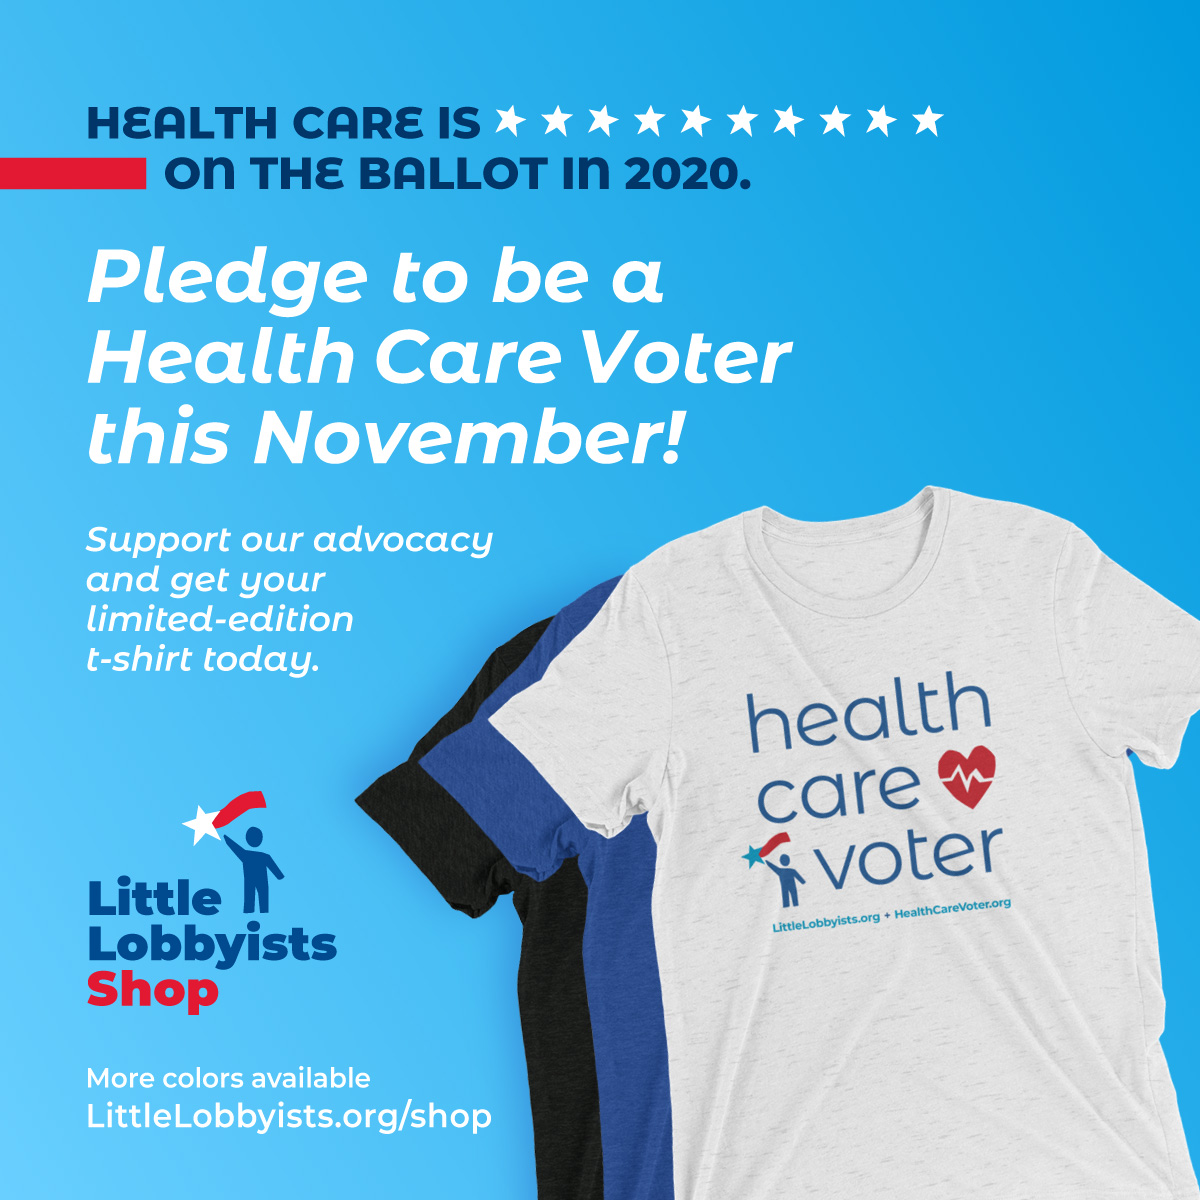 HEALTH CARE IS
ON THE BALLOT IN 2020.
Pledge to be a
Health Care Voter
this November!
Support our advocacy
and get your
limited-edition
t-shirt today.
health
care
voter
LittleLobbyists.org + HealthCareVoter.org
Little
Lobbyists
Shop
More colors available
LittleLobbyists.org/shop